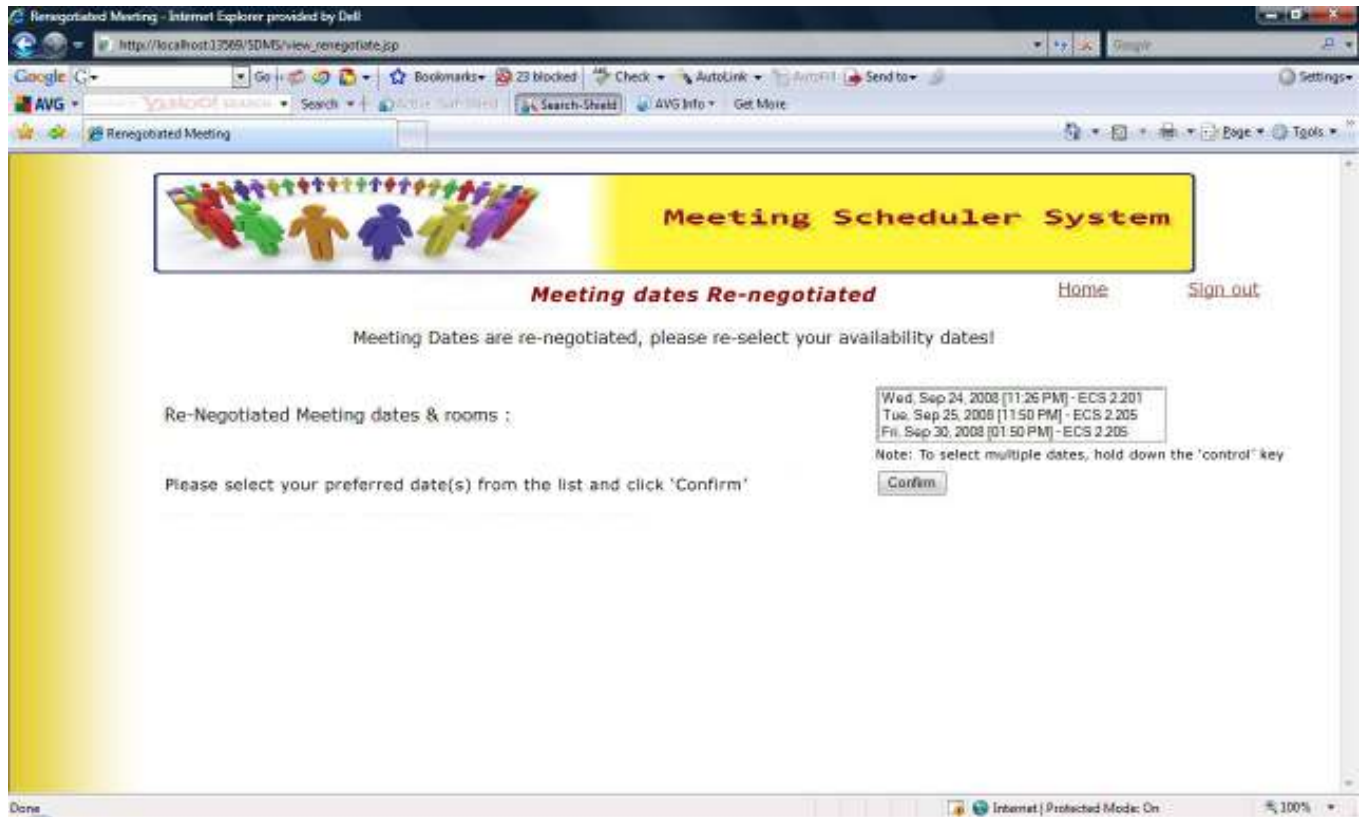 Renegotiated Meeting - Internet Explorer provided by Dell
http://localhost:13569/SDMS/view_renegotiate.jsp
Google
Google G Go Bookmarks 23 blocked Check AutoLink AutoFill Send to Settings
AVG Search Search-Shield AVG Info Get More
Renegotiated Meeting Page Tools
Meeting Scheduler System
Meeting dates Re-negotiated
Home Sign out
Meeting Dates are re-negotiated, please re-select your availability dates!
Re-Negotiated Meeting dates & rooms :
Wed, Sep 24, 2008 [11:26 PM] - ECS 2.201
Tue, Sep 25, 2008 [11:50 PM] - ECS 2.205
Fri, Sep 30, 2008 [01:50 PM] - ECS 2.205
Note: To select multiple dates, hold down the 'control' key
Please select your preferred date(s) from the list and click 'Confirm'
Confirm
Done Internet | Protected Mode: On 100%